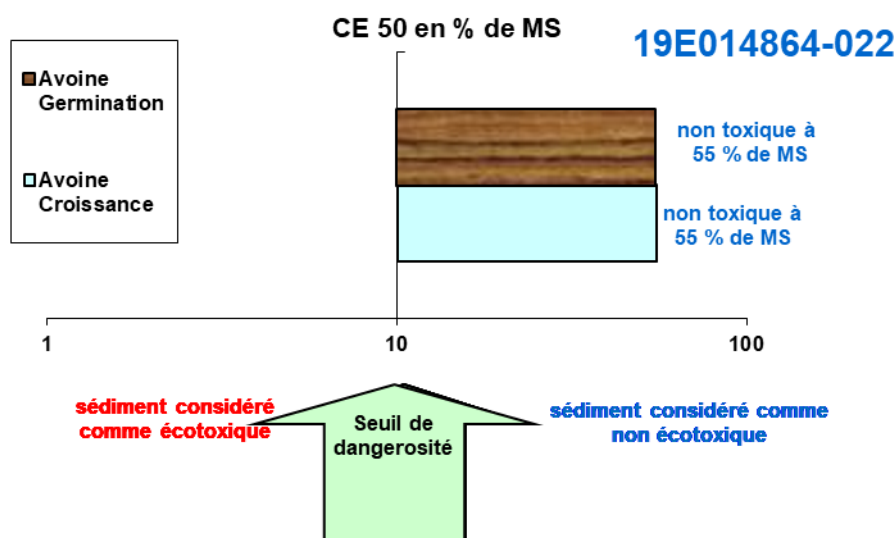 CE 50 en % de MS
19E014864-022
Avoine
Germination
Avoine
Croissance
non toxique à
55 % de MS
non toxique à
55 % de MS
1
10
100
sédiment considéré
comme écotoxique
Seuil de
dangerosité
sédiment considéré comme
non écotoxique